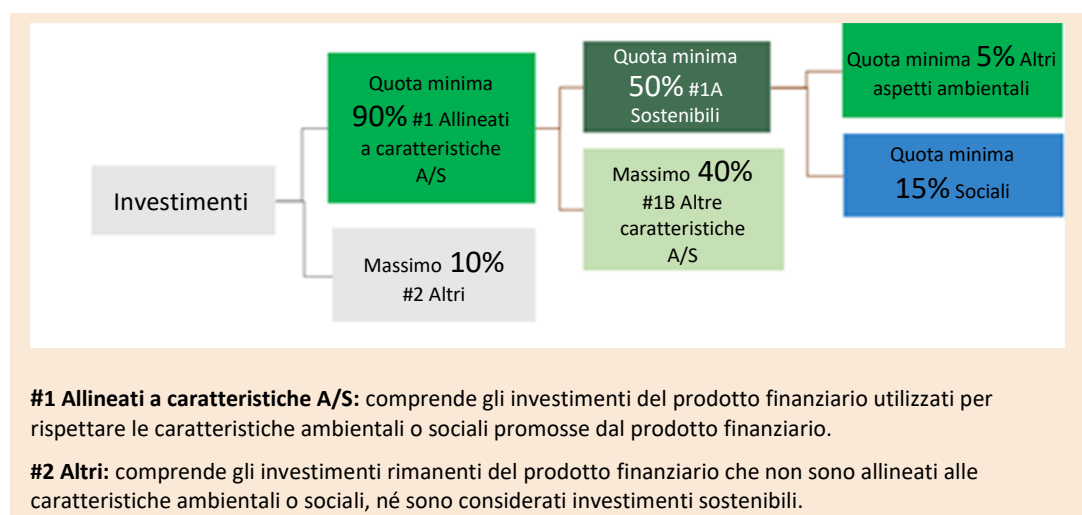 Investimenti
Quota minima
90% #1 Allineati
a caratteristiche
A/S
Massimo 10%
#2 Altri
Quota minima
50% #1A
Sostenibili
Massimo 40%
#1B Altre
caratteristiche
A/S
Quota minima 5% Altri
aspetti ambientali
Quota minima
15% Sociali
#1 Allineati a caratteristiche A/S: comprende gli investimenti del prodotto finanziario utilizzati per
rispettare le caratteristiche ambientali o sociali promosse dal prodotto finanziario.
#2 Altri: comprende gli investimenti rimanenti del prodotto finanziario che non sono allineati alle
caratteristiche ambientali o sociali, né sono considerati investimenti sostenibili.